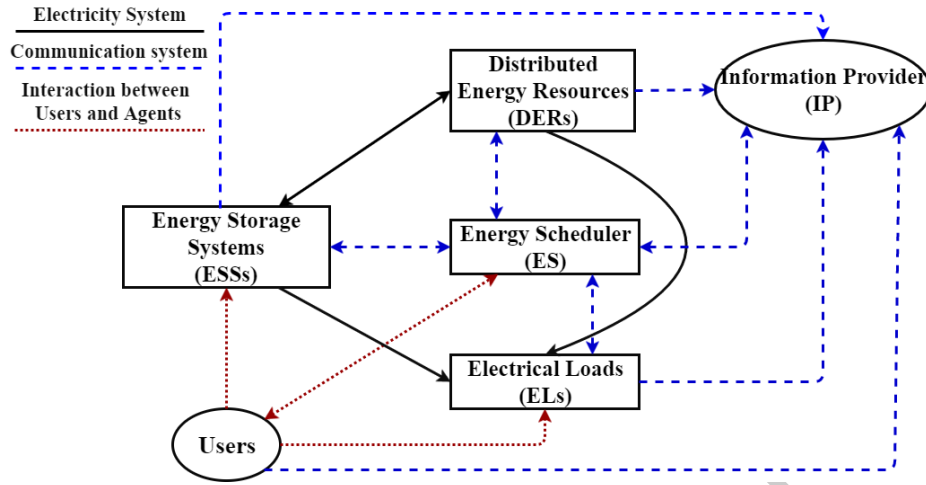 Electricity System
Communication system
Interaction between
Users and Agents
Distributed
Energy Resources
(DERs)
Information Provider
(IP)
Energy Storage
Systems
(ESSs)
Energy Scheduler
(ES)
Electrical Loads
(ELs)
Users